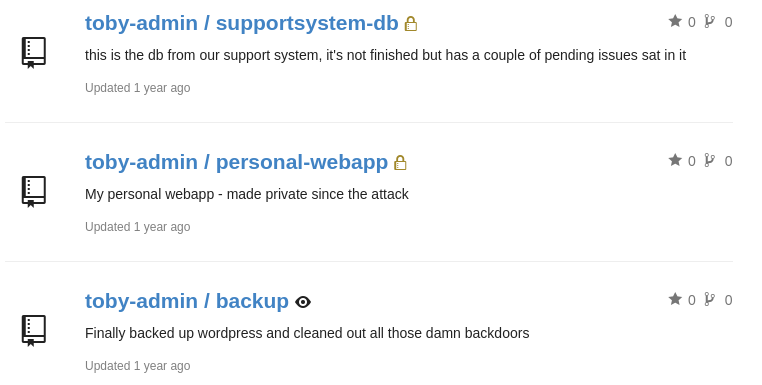 toby-admin / supportsystem-db 0 0
this is the db from our support system, it's not finished but has a couple of pending issues sat in it
Updated 1 year ago
toby-admin / personal-webapp 0 0
My personal webapp - made private since the attack
Updated 1 year ago
toby-admin / backup 0 0
Finally backed up wordpress and cleaned out all those damn backdoors
Updated 1 year ago